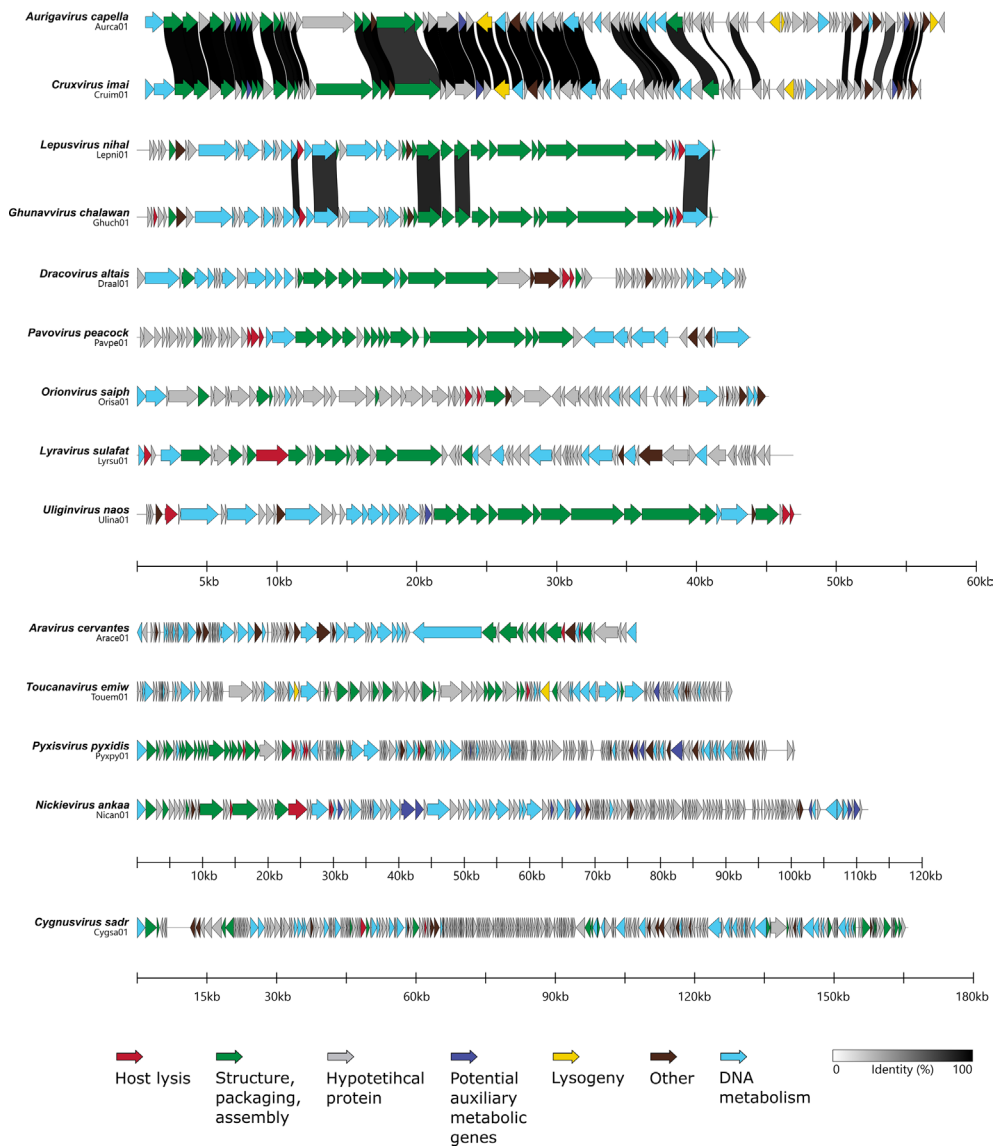 Aurigavirus capella
Aurca01
Cruxvirus imai
Cruim01
Lepusvirus nihal
Lepni01
Ghunavvirus chalawan
Ghuch01
Dracovirus altais
Draal01
Pavovirus peacock
Pavpe01
Orionvirus saiph
Orisa01
Lyravirus sulafat
Lyrsu01
Uliginvirus naos
Ulina01
5kb 10kb 20kb 30kb 40kb 50kb 60kb
Aravirus cervantes
Arace01
Toucanavirus emiw
Touem01
Pyxisvirus pyxidis
Pyxpy01
Nickievirus ankaa
Nican01
10kb 20kb 30kb 40kb 50kb 60kb 70kb 80kb 90kb 100kb 110kb 120kb
Cygnusvirus sadr
Cygsa01
15kb 30kb 60kb 90kb 120kb 150kb 180kb
Host lysis
Structure,
packaging,
assembly
Hypotetihcal
protein
Potential
auxiliary
metabolic
genes
Lysogeny
Other
DNA
metabolism
0 Identity (%) 100